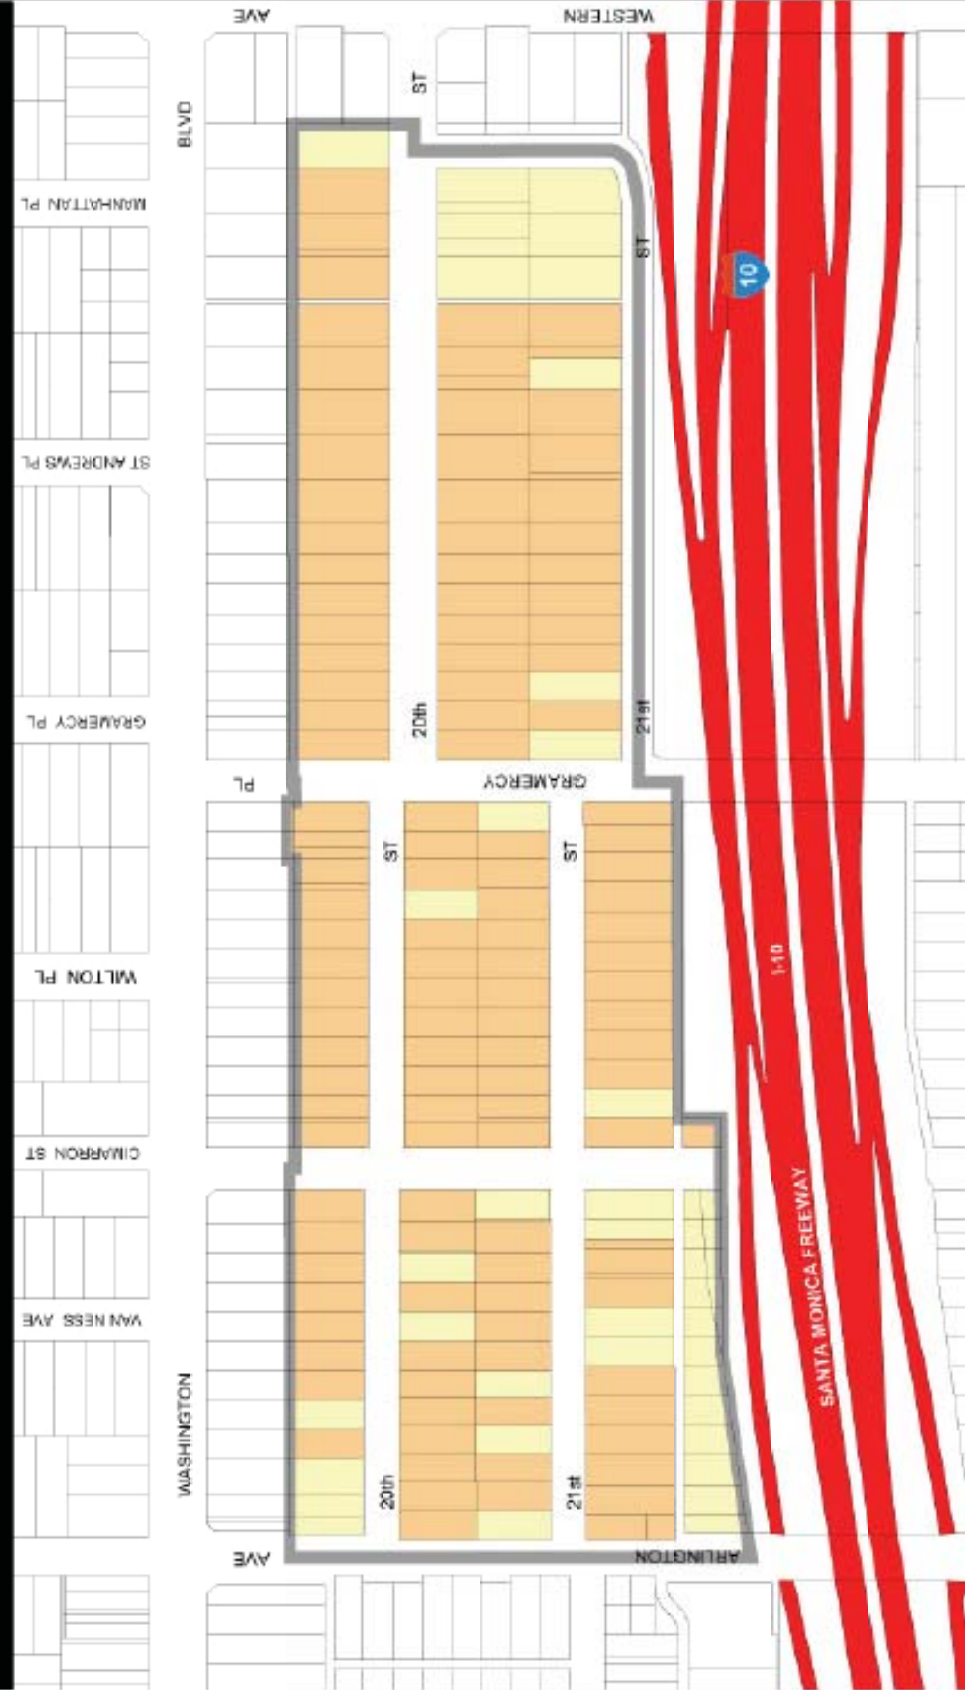 AVE
WESTERN
ST
BLVD
MANHATTAN PL
ST
10
ST ANDREWS PL
20th
21st
GRAMERCY PL
PL
GRAMERCY
ST
ST
I-10
WILTON PL
CIMARRON ST
SANTA MONICA FREEWAY
VAN NESS AVE
WASHINGTON
20th
21st
AVE
ARLINGTON